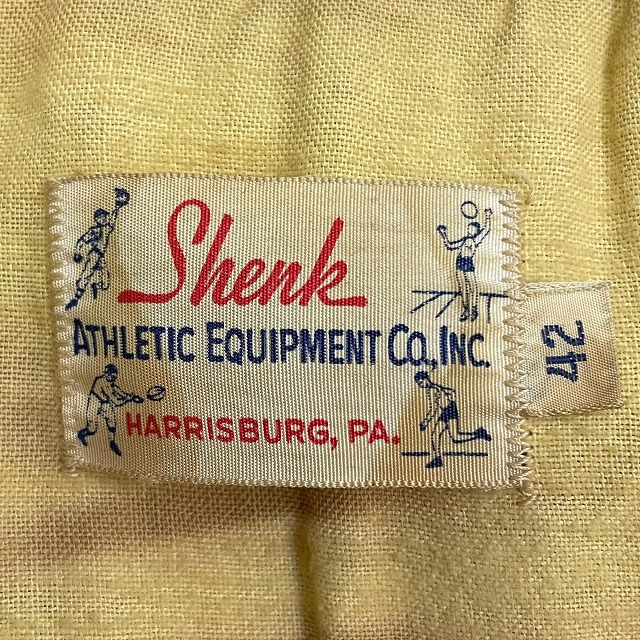 Shenk
ATHLETIC EQUIPMENT CO., INC.
HARRISBURG, PA.
42